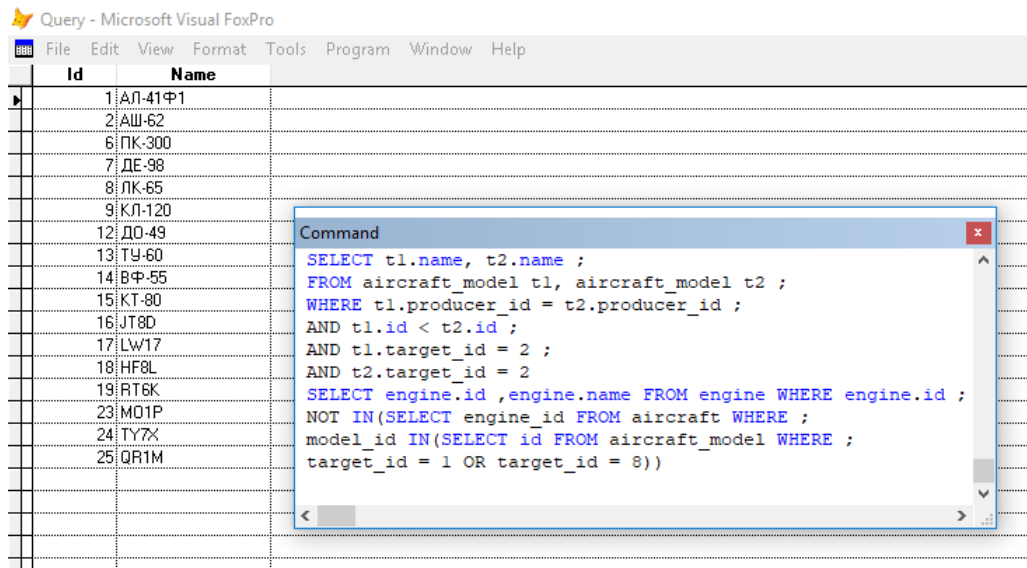 Query - Microsoft Visual FoxPro
File Edit View Format Tools Program Window Help
Id Name
1 АЛ-41Ф1
2 АШ-62
6 ПК-300
7 ДЕ-98
8 ЛК-65
9 КЛ-120
12 ДО-49
13 ТУ-60
14 ВФ-55
15 КТ-80
16 JT8D
17 LW17
18 HF8L
19 RT6K
23 MO1P
24 TY7X
25 QR1M
Command
SELECT t1.name, t2.name ;
FROM aircraft_model t1, aircraft_model t2 ;
WHERE t1.producer_id = t2.producer_id ;
AND t1.id < t2.id ;
AND t1.target_id = 2 ;
AND t2.target_id = 2
SELECT engine.id ,engine.name FROM engine WHERE engine.id ;
NOT IN(SELECT engine_id FROM aircraft WHERE ;
model_id IN(SELECT id FROM aircraft_model WHERE ;
target_id = 1 OR target_id = 8))